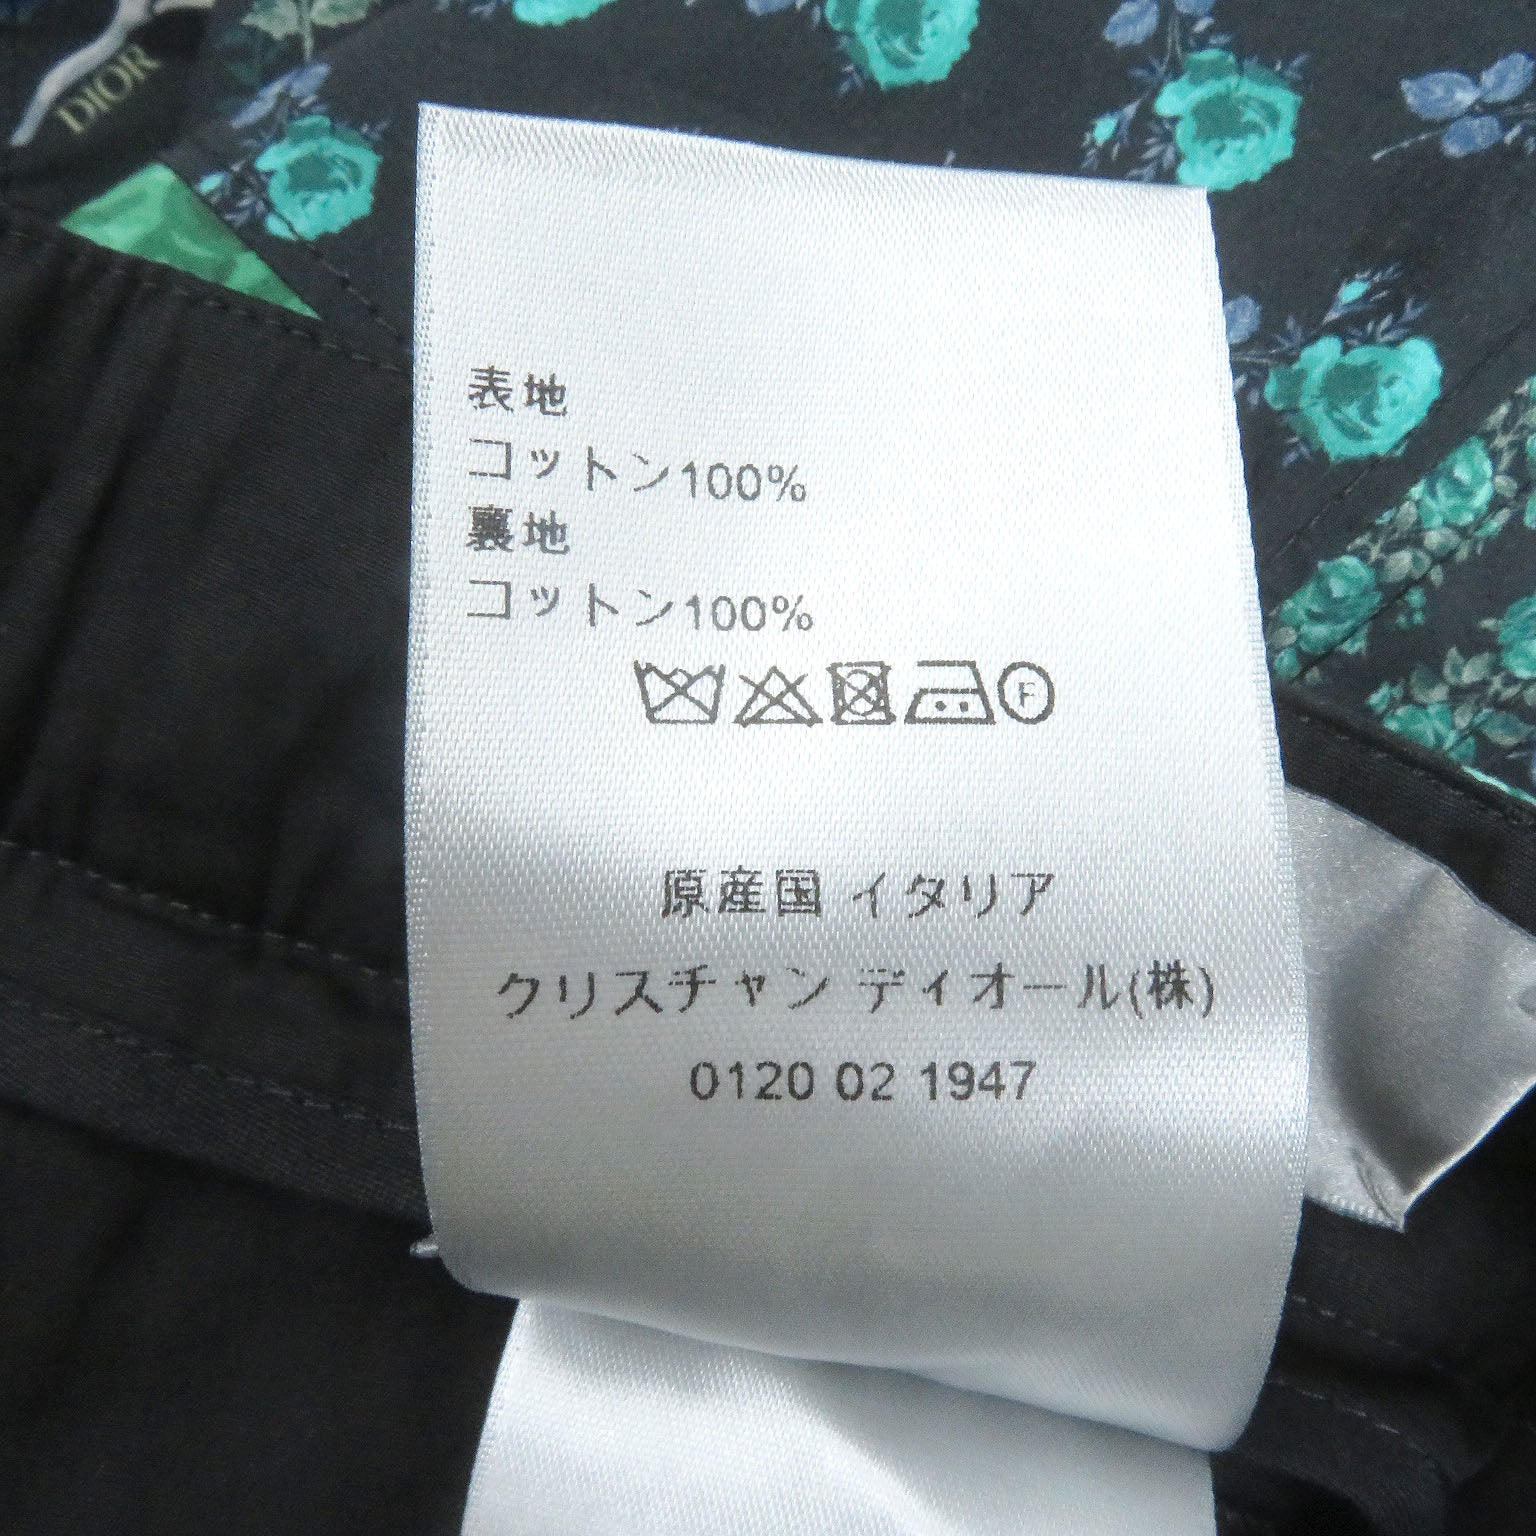 DIOR
表地
コットン100%
裏地
コットン100%
F
原産国 イタリア
クリスチャン ディオール(株)
0120 02 1947